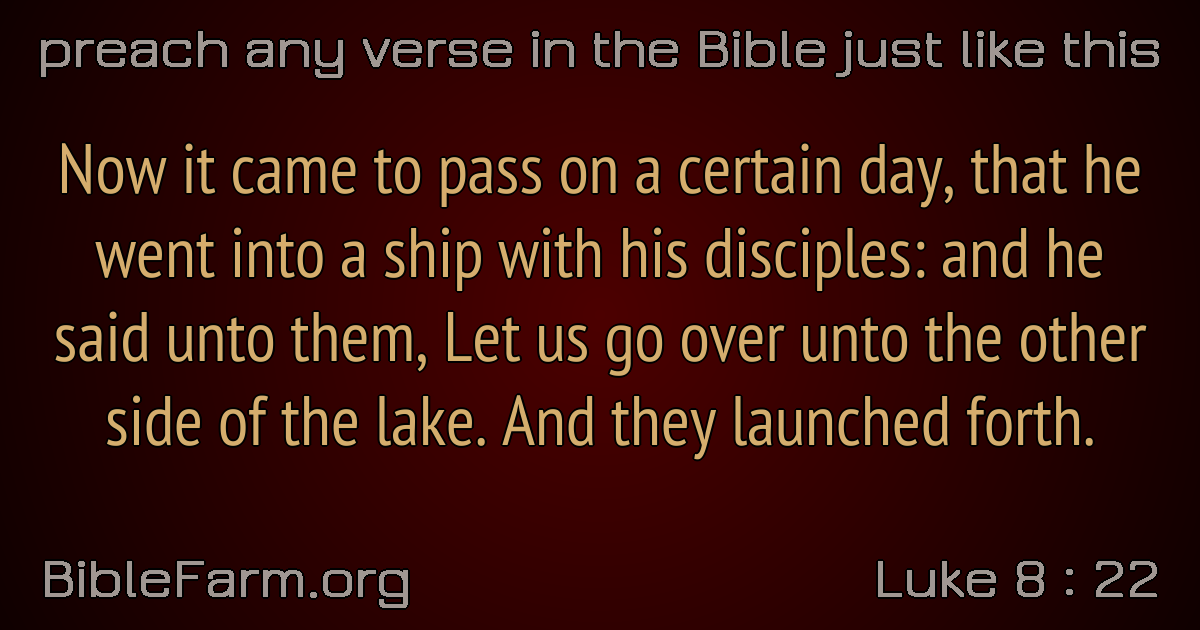 preach any verse in the Bible just like this
Now it came to pass on a certain day, that he
went into a ship with his disciples: and he
said unto them, Let us go over unto the other
side of the lake. And they launched forth.
BibleFarm.org
Luke 8 : 22